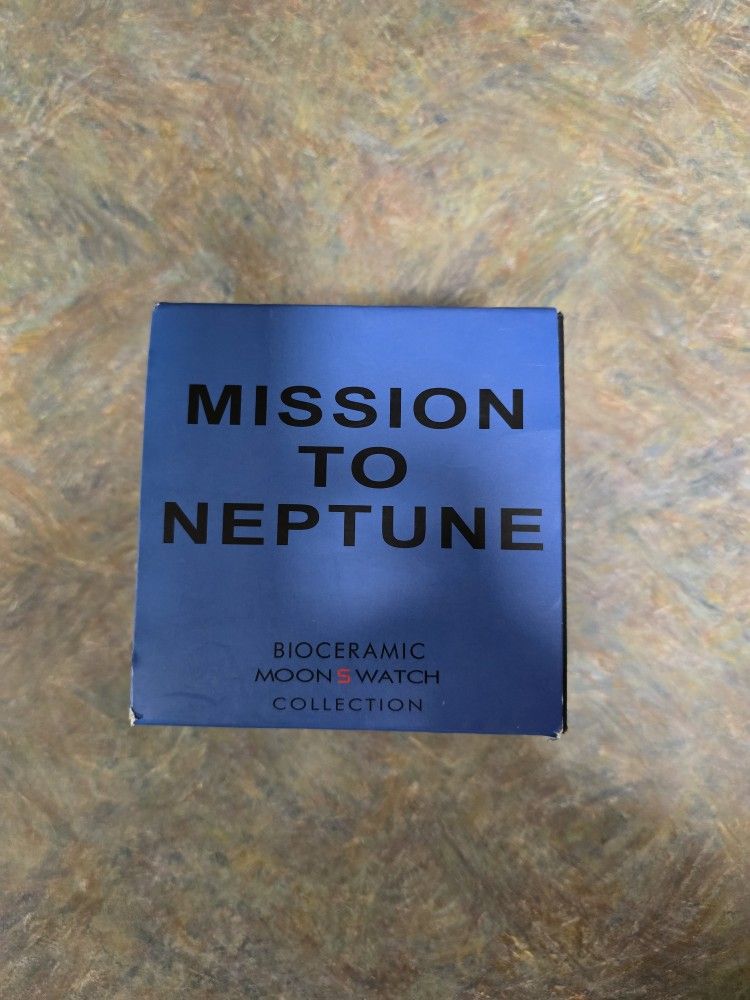 MISSION
TO
NEPTUNE
BIOCERAMIC
MOONSWATCH
COLLECTION